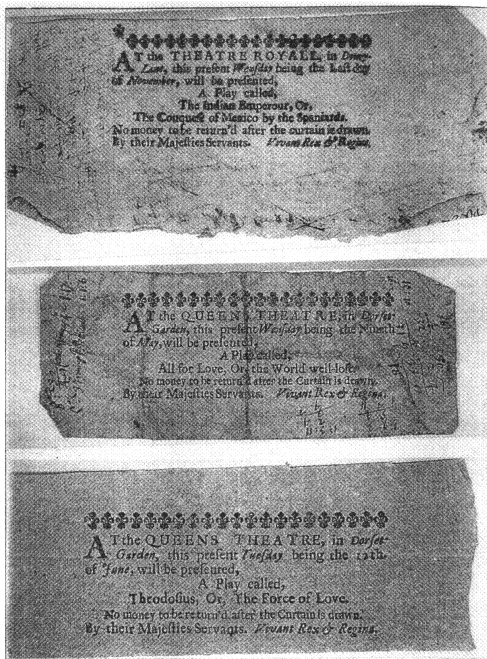 AT the THEATRE ROYALL, in Drury-
Lane, this present Wensday being the Last day
of November, will be presented,
A Play called,
The Indian Emperour, Or,
The Conquest of Mexico by the Spaniards.
No money to be return'd after the curtain is drawn.
By their Majesties Servants. Vivant Rex & Regina.
AT the QUEENS THEATRE, in Dorset-
Garden, this present Wensday being the Nineth
of May, will be presented,
A Play called,
All for Love, Or, the World well lost.
No money to be return'd after the Curtain is drawn.
By their Majesties Servants. Vivant Rex & Regina.
AT the QUEENS THEATRE, in Dorset-
Garden, this present Tuesday being the 12th.
of June, will be presented,
A Play called,
Theodosius, Or, The Force of Love.
No money to be return'd after the Curtain is drawn.
By their Majesties Servants. Vivant Rex & Regina.